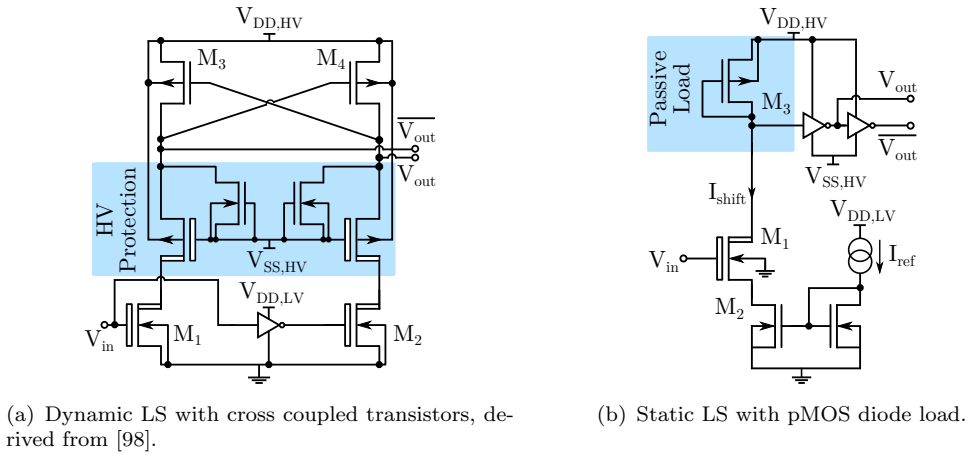 V_DD,HV
M_3
M_4
\overline{V_out}
V_out
HV
Protection
V_SS,HV
V_DD,LV
V_in
M_1
M_2
(a) Dynamic LS with cross coupled transistors, de-
rived from [98].
V_DD,HV
Passive
Load
M_3
V_out
\overline{V_out}
V_SS,HV
I_shift
V_DD,LV
M_1
V_in
I_ref
M_2
(b) Static LS with pMOS diode load.